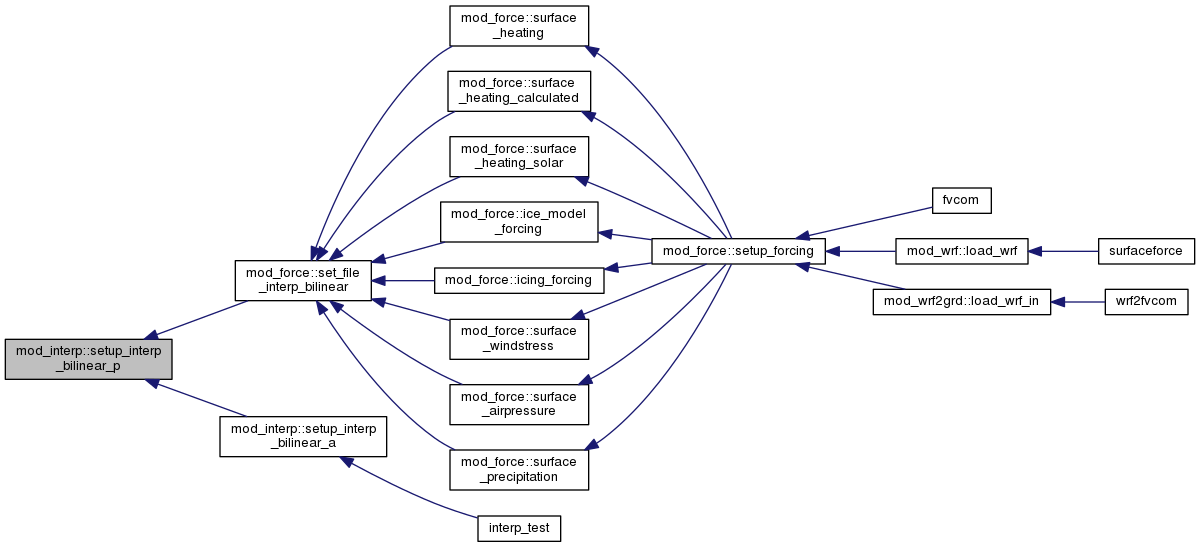 mod_force::surface
_heating
mod_force::surface
_heating_calculated
mod_force::surface
_heating_solar
mod_force::ice_model
_forcing
mod_force::icing_forcing
mod_force::surface
_windstress
mod_force::surface
_airpressure
mod_force::surface
_precipitation
mod_force::set_file
_interp_bilinear
mod_interp::setup_interp
_bilinear_p
mod_interp::setup_interp
_bilinear_a
interp_test
mod_force::setup_forcing
fvcom
mod_wrf::load_wrf
surfaceforce
mod_wrf2grd::load_wrf_in
wrf2fvcom